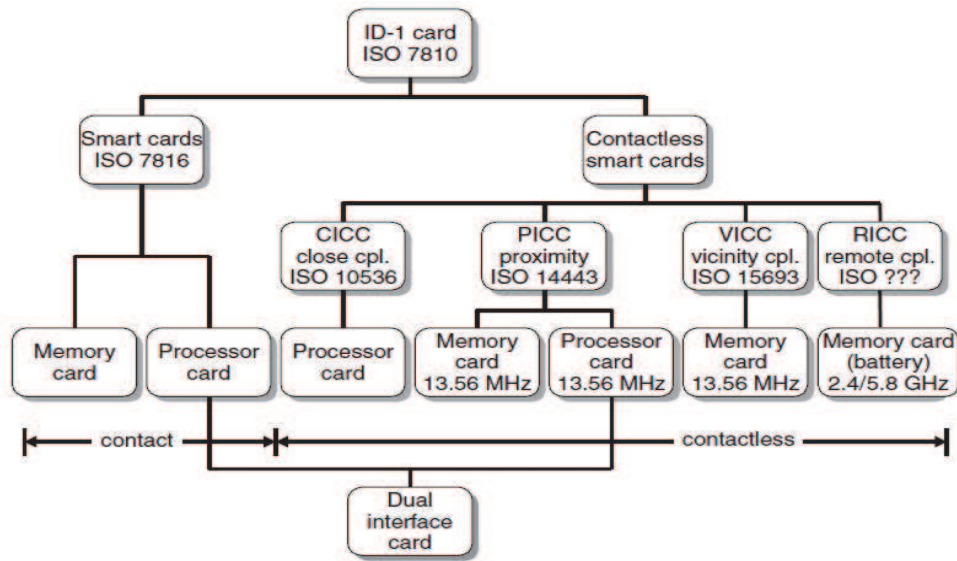 ID-1 card
ISO 7810
Smart cards
ISO 7816
Contactless
smart cards
CICC
close cpl.
ISO 10536
PICC
proximity
ISO 14443
VICC
vicinity cpl.
ISO 15693
RICC
remote cpl.
ISO ???
Memory
card
Processor
card
Processor
card
Memory
card
13.56 MHz
Processor
card
13.56 MHz
Memory
card
13.56 MHz
Memory card
(battery)
2.4/5.8 GHz
contact
contactless
Dual
interface
card